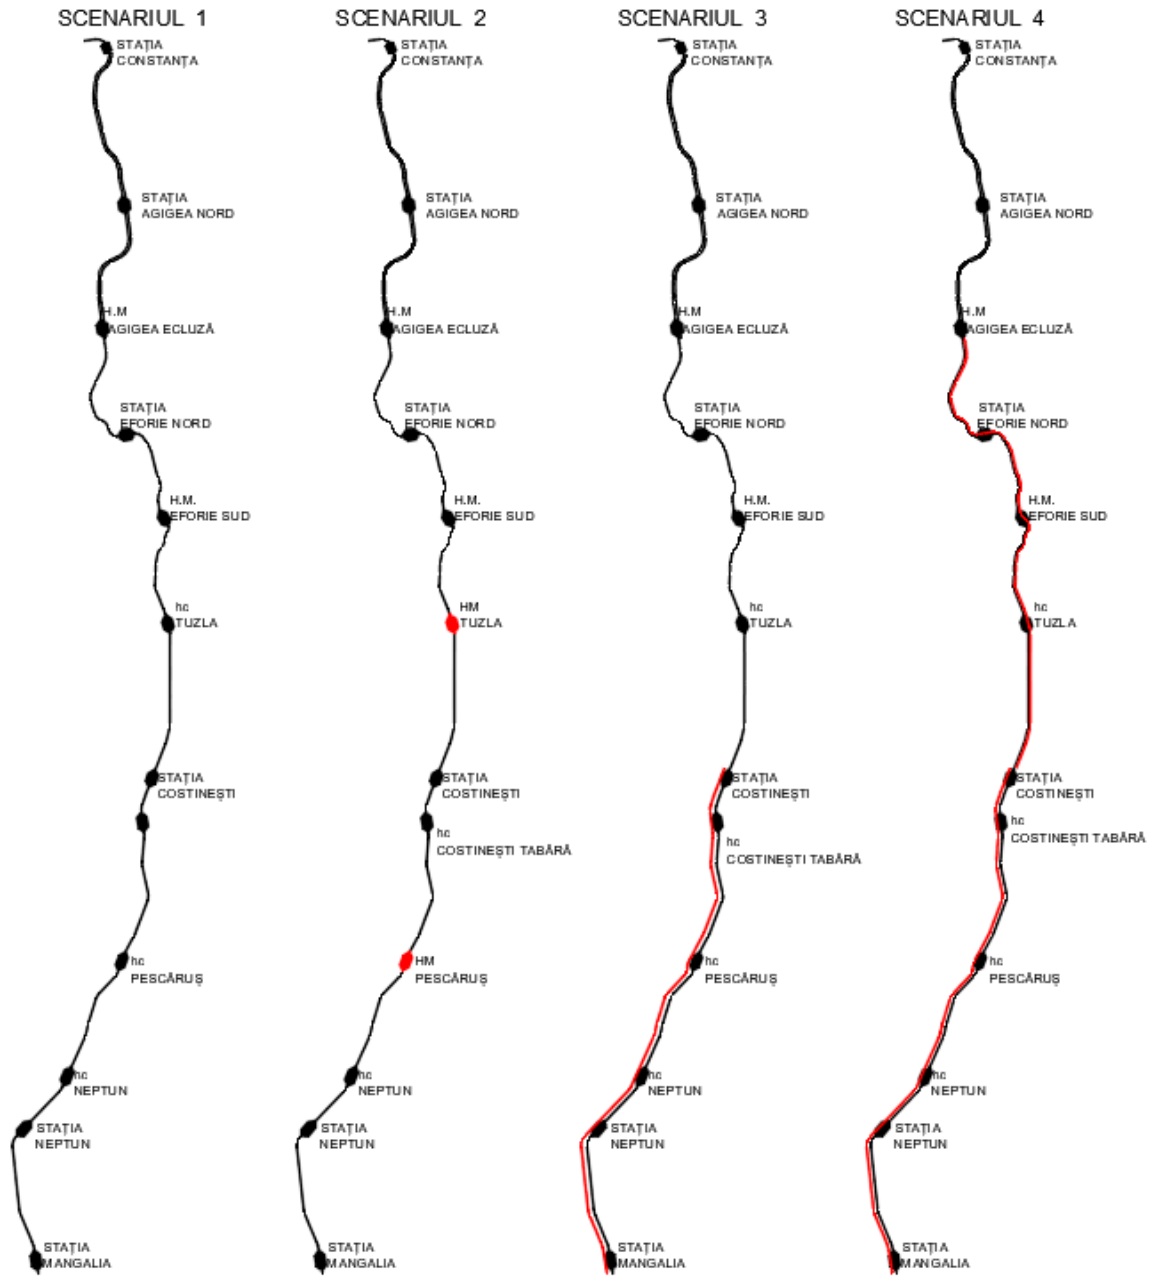 SCENARIUL 1
STAȚIA
CONSTANȚA
STAȚIA
AGIGEA NORD
H.M
AGIGEA ECLUZĂ
STAȚIA
EFORIE NORD
H.M.
EFORIE SUD
hc
TUZLA
STAȚIA
COSTINEȘTI
hc
PESCĂRUȘ
hc
NEPTUN
STAȚIA
NEPTUN
STAȚIA
MANGALIA
SCENARIUL 2
STAȚIA
CONSTANȚA
STAȚIA
AGIGEA NORD
H.M
AGIGEA ECLUZĂ
STAȚIA
EFORIE NORD
H.M.
EFORIE SUD
HM
TUZLA
STAȚIA
COSTINEȘTI
hc
COSTINEȘTI TABĂRĂ
HM
PESCĂRUȘ
hc
NEPTUN
STAȚIA
NEPTUN
STAȚIA
MANGALIA
SCENARIUL 3
STAȚIA
CONSTANȚA
STAȚIA
AGIGEA NORD
H.M
AGIGEA ECLUZĂ
STAȚIA
EFORIE NORD
H.M.
EFORIE SUD
hc
TUZLA
STAȚIA
COSTINEȘTI
hc
COSTINEȘTI TABĂRĂ
hc
PESCĂRUȘ
hc
NEPTUN
STAȚIA
NEPTUN
STAȚIA
MANGALIA
SCENARIUL 4
STAȚIA
CONSTANȚA
STAȚIA
AGIGEA NORD
H.M
AGIGEA ECLUZĂ
STAȚIA
EFORIE NORD
H.M.
EFORIE SUD
hc
TUZLA
STAȚIA
COSTINEȘTI
hc
COSTINEȘTI TABĂRĂ
hc
PESCĂRUȘ
hc
NEPTUN
STAȚIA
NEPTUN
STAȚIA
MANGALIA